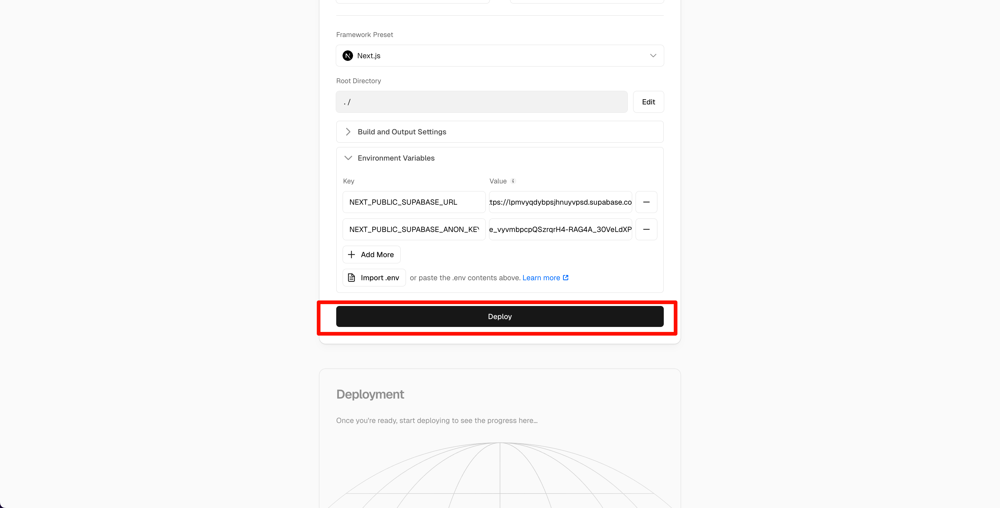 Framework Preset
Next.js
Root Directory
./
Edit
Build and Output Settings
Environment Variables
Key
Value
NEXT_PUBLIC_SUPABASE_URL
tps://lpmvyqdybpsjhnuyvpsd.supabase.co
NEXT_PUBLIC_SUPABASE_ANON_KEY
e_vyvmbpcpQSzrqrH4-RAG4A_30VeLdXP
Add More
Import .env or paste the .env contents above. Learn more
Deploy
Deployment
Once you're ready, start deploying to see the progress here...